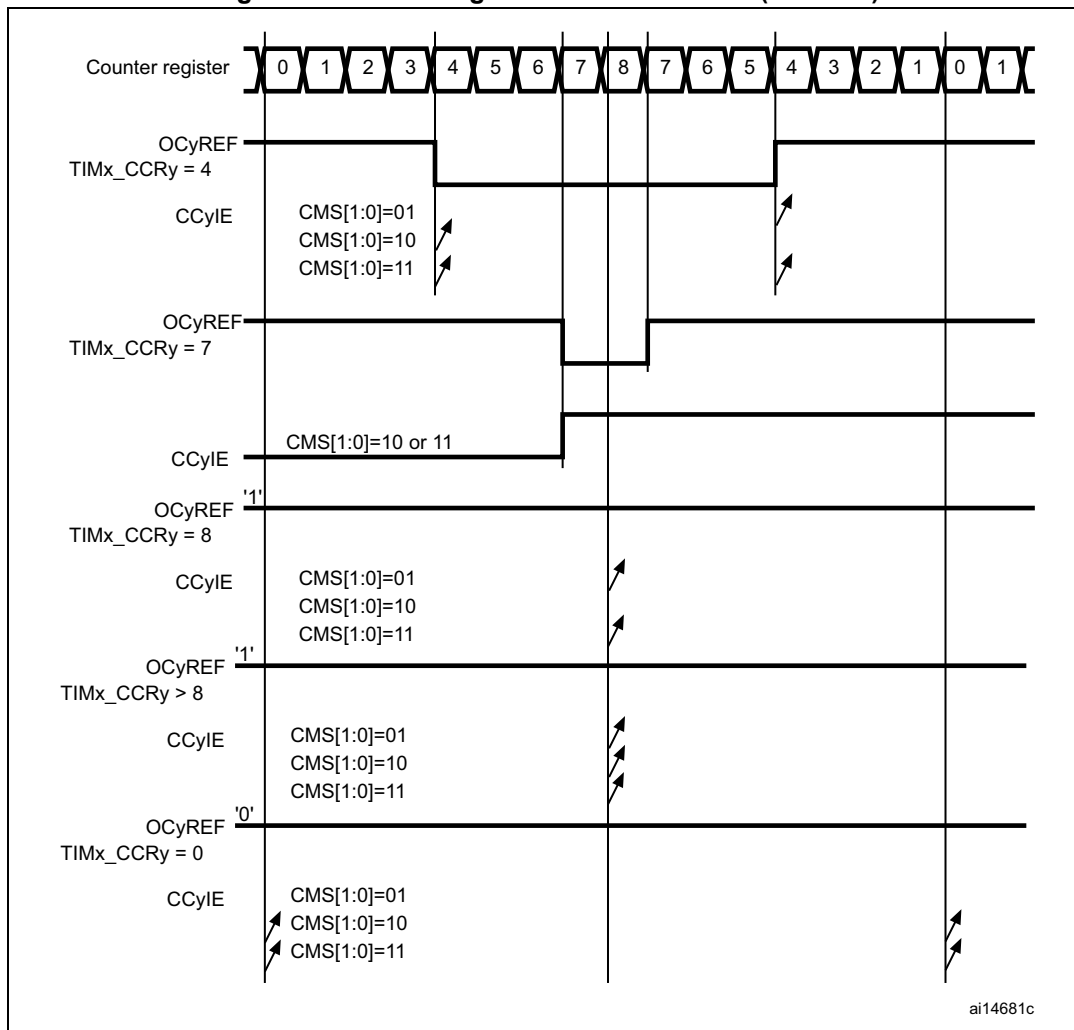 Counter register 0 1 2 3 4 5 6 7 8 7 6 5 4 3 2 1 0 1
OCyREF
TIMx_CCRy = 4
CCyIE CMS[1:0]=01
CMS[1:0]=10
CMS[1:0]=11
OCyREF
TIMx_CCRy = 7
CMS[1:0]=10 or 11
CCyIE
'1'
OCyREF
TIMx_CCRy = 8
CCyIE CMS[1:0]=01
CMS[1:0]=10
CMS[1:0]=11
'1'
OCyREF
TIMx_CCRy > 8
CCyIE CMS[1:0]=01
CMS[1:0]=10
CMS[1:0]=11
'0'
OCyREF
TIMx_CCRy = 0
CCyIE CMS[1:0]=01
CMS[1:0]=10
CMS[1:0]=11
ai14681c